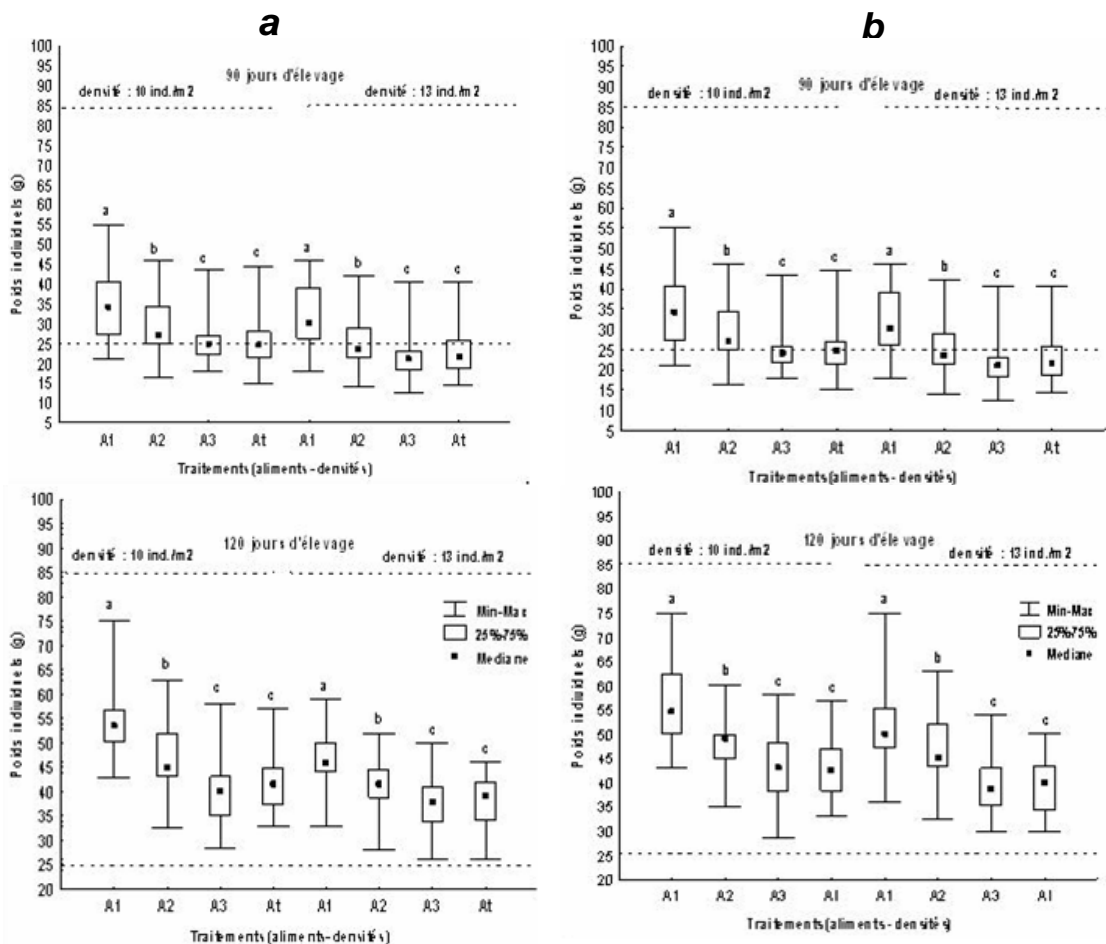 a
100
95
90
85
80
75
70
65
60
55
50
45
40
35
30
25
20
15
10
5
Poids individuels (g)
90 jours d'élevage
densité : 10 ind./m2
densité : 13 ind./m2
a
b
c
c
a
b
c
c
A1 A2 A3 At A1 A2 A3 At
Traitements (aliments-densités)
b
100
95
90
85
80
75
70
65
60
55
50
45
40
35
30
25
20
15
10
5
Poids individuels (g)
90 jours d'élevage
densité : 10 ind./m2
densité : 13 ind./m2
a
b
c
c
a
b
c
c
A1 A2 A3 At A1 A2 A3 At
Traitements (aliments-densités)
100
95
90
85
80
75
70
65
60
55
50
45
40
35
30
25
20
Poids individuels (g)
120 jours d'élevage
densité : 10 ind./m2
densité : 13 ind./m2
Min-Max
25%-75%
Mediane
a
b
c
c
a
b
c
c
A1 A2 A3 At A1 A2 A3 At
Traitements (aliments-densités)
100
95
90
85
80
75
70
65
60
55
50
45
40
35
30
25
20
Poids individuels (g)
120 jours d'élevage
densité : 10 ind./m2
densité : 13 ind./m2
Min-Max
25%-75%
Mediane
a
b
c
c
a
b
c
c
A1 A2 A3 Al A1 A2 A3 Al
Traitements (aliments-densités)